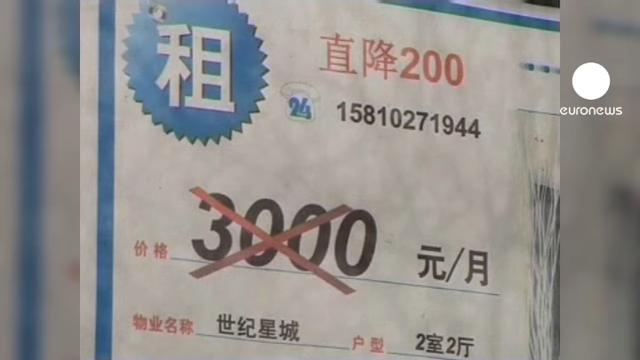 租
直降200
24
15810271944
价格 3000 元/月
物业名称 世纪星城 户型 2室2厅
euronews